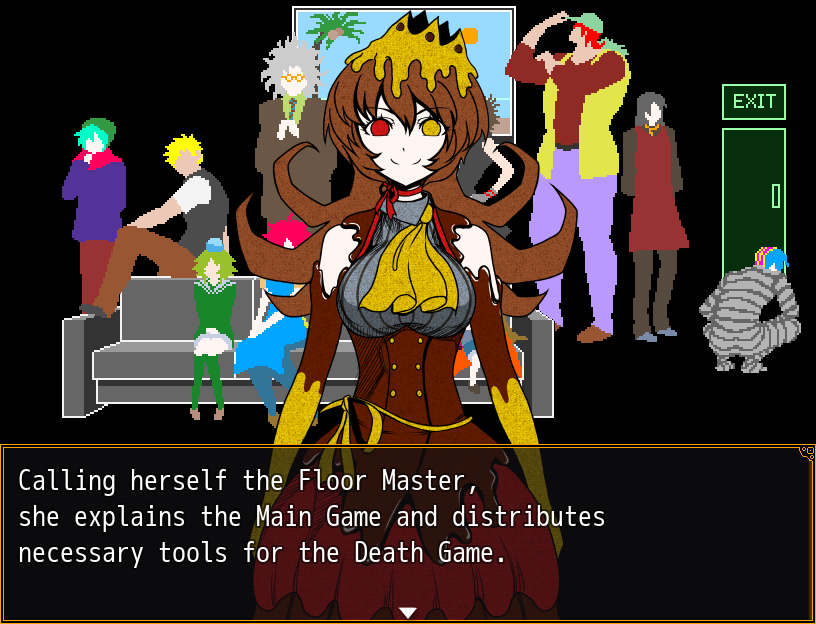 EXIT
Calling herself the Floor Master,
she explains the Main Game and distributes
necessary tools for the Death Game.